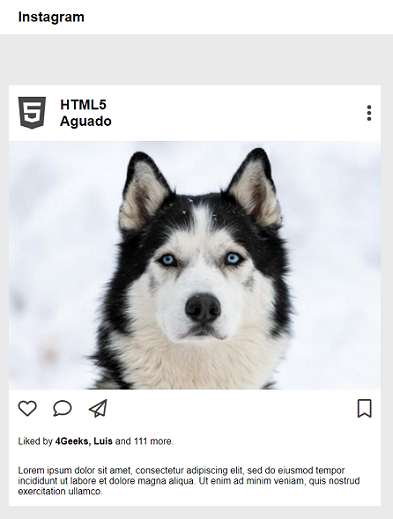 Instagram
HTML5
Aguado
Liked by 4Geeks, Luis and 111 more.
Lorem ipsum dolor sit amet, consectetur adipiscing elit, sed do eiusmod tempor
incididunt ut labore et dolore magna aliqua. Ut enim ad minim veniam, quis nostrud
exercitation ullamco.